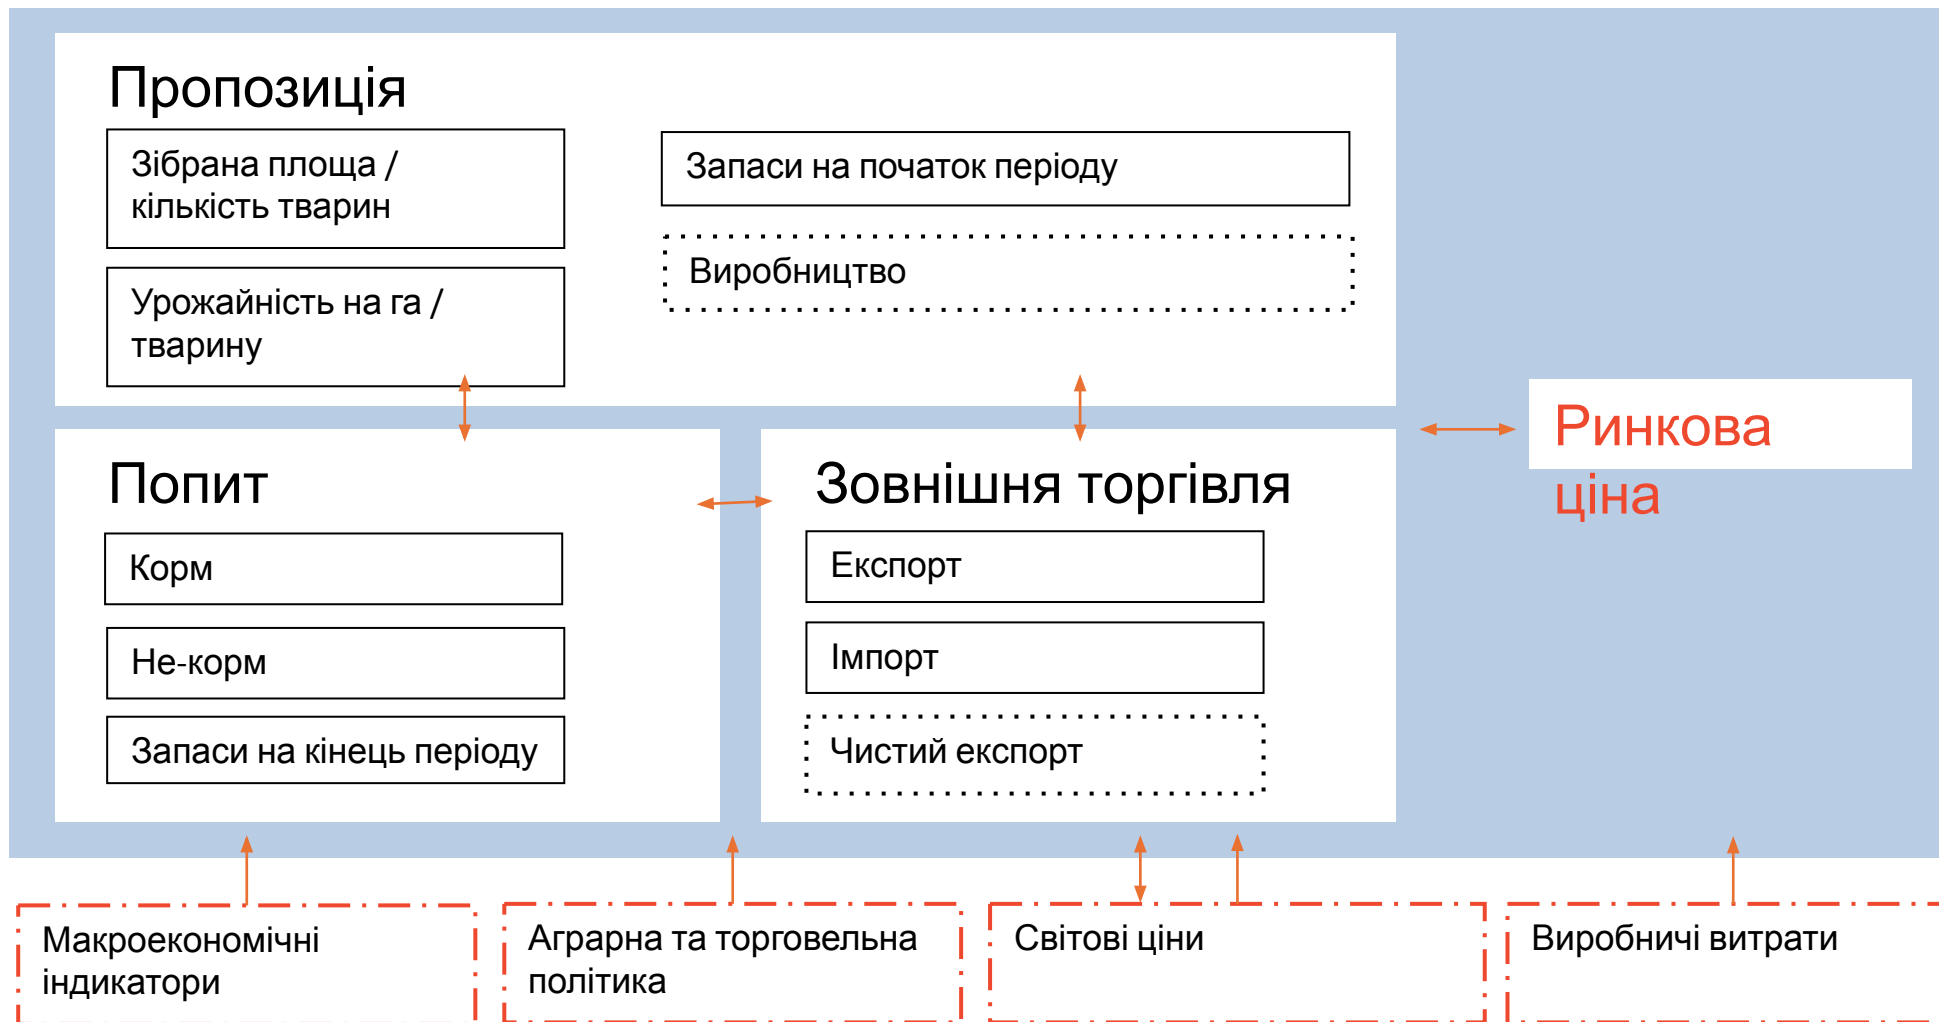 Пропозиція
Зібрана площа /
кількість тварин
Урожайність на га /
тварину
Запаси на початок періоду
Виробництво
Попит
Корм
Не-корм
Запаси на кінець періоду
Зовнішня торгівля
Експорт
Імпорт
Чистий експорт
Ринкова
ціна
Макроекономічні
індикатори
Аграрна та торговельна
політика
Світові ціни
Виробничі витрати